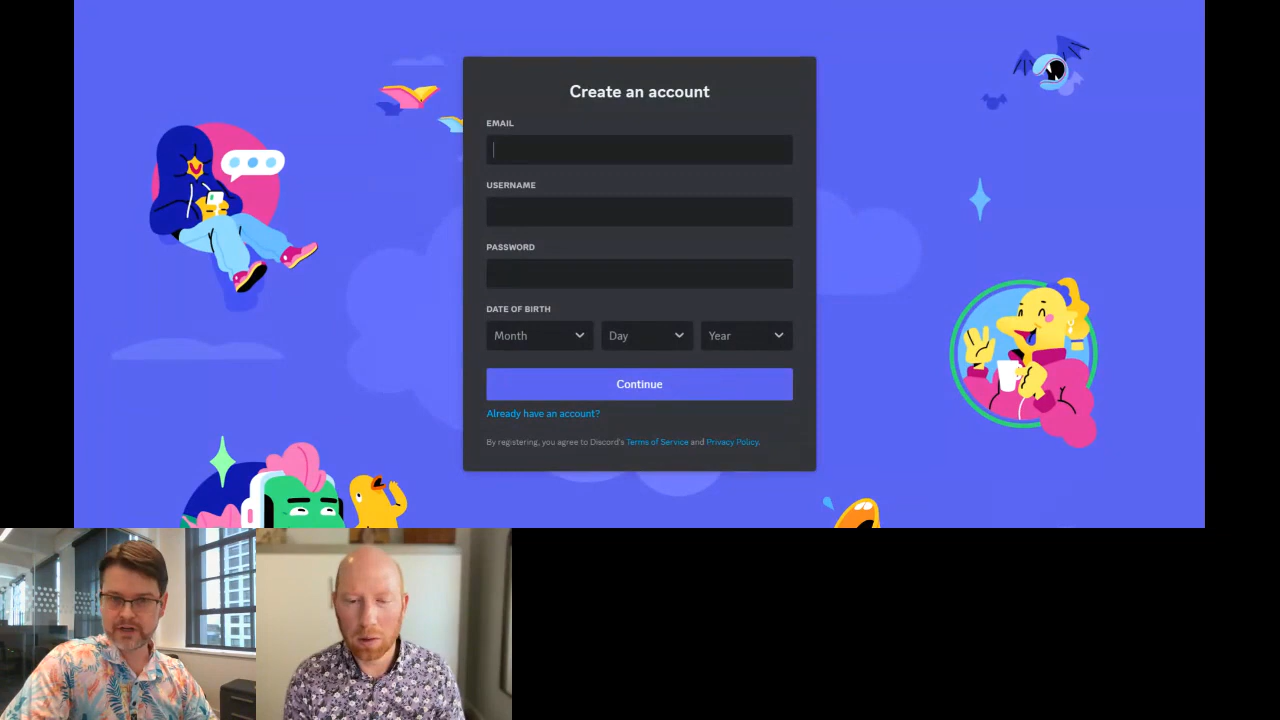 Create an account
EMAIL
USERNAME
PASSWORD
DATE OF BIRTH
Month Day Year
Continue
Already have an account?
By registering, you agree to Discord's Terms of Service and Privacy Policy.